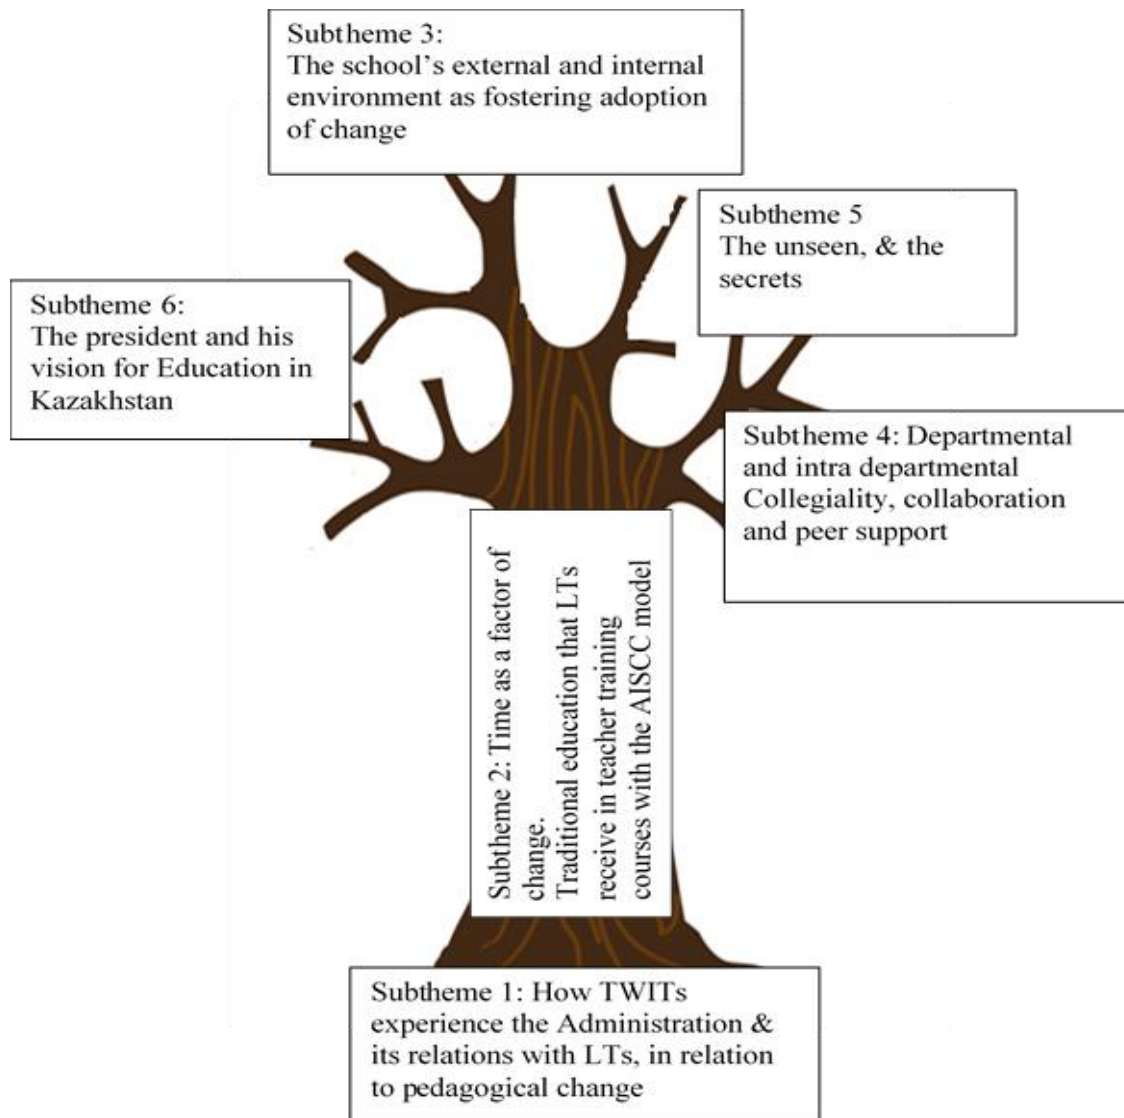 Subtheme 3:
The school's external and internal
environment as fostering adoption
of change
Subtheme 5
The unseen, & the
secrets
Subtheme 6:
The president and his
vision for Education in
Kazakhstan
Subtheme 4: Departmental
and intra departmental
Collegiality, collaboration
and peer support
Subtheme 2: Time as a factor of
change.
Traditional education that LTs
receive in teacher training
courses with the AISCC model
Subtheme 1: How TWITs
experience the Administration &
its relations with LTs, in relation
to pedagogical change